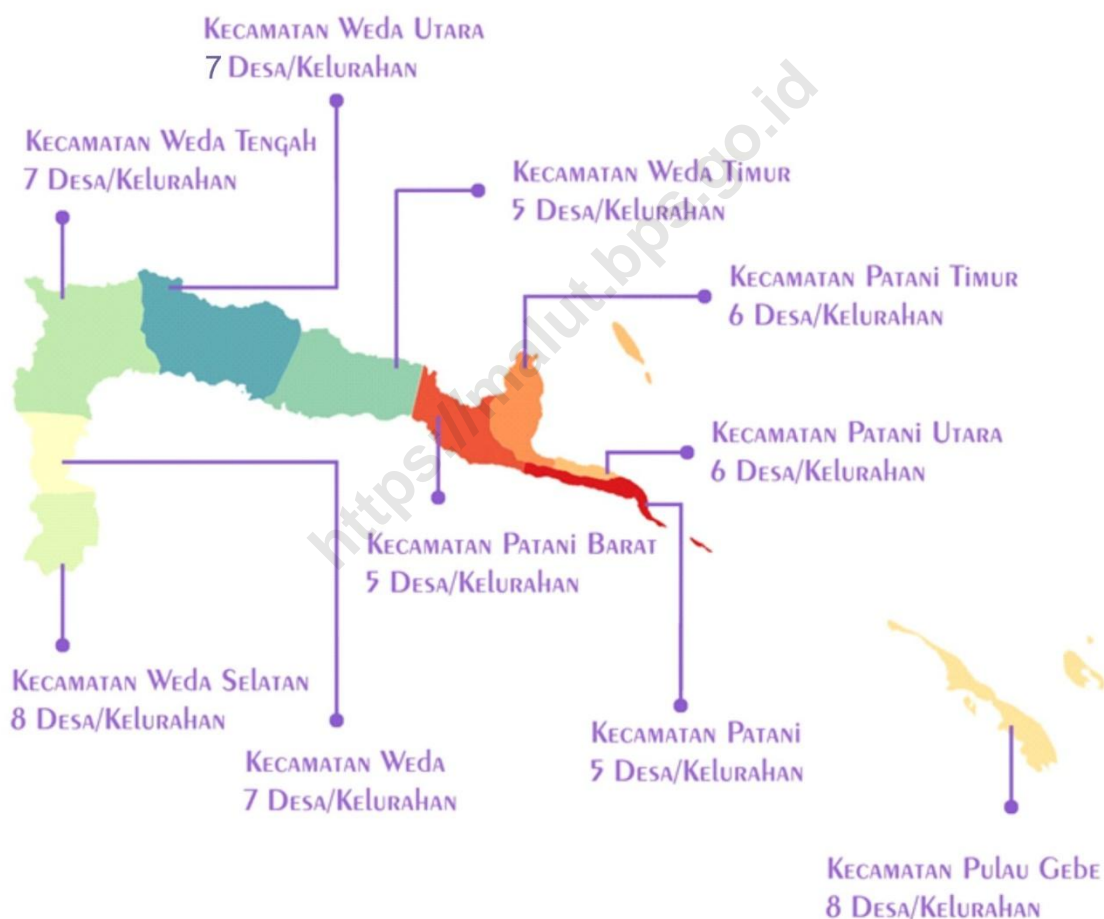 Kecamatan Weda Utara
7 Desa/Kelurahan
Kecamatan Weda Tengah
7 Desa/Kelurahan
Kecamatan Weda Timur
5 Desa/Kelurahan
Kecamatan Patani Timur
6 Desa/Kelurahan
Kecamatan Patani Utara
6 Desa/Kelurahan
Kecamatan Patani Barat
5 Desa/Kelurahan
Kecamatan Weda Selatan
8 Desa/Kelurahan
Kecamatan Weda
7 Desa/Kelurahan
Kecamatan Patani
5 Desa/Kelurahan
Kecamatan Pulau Gebe
8 Desa/Kelurahan
https://malut.bps.go.id